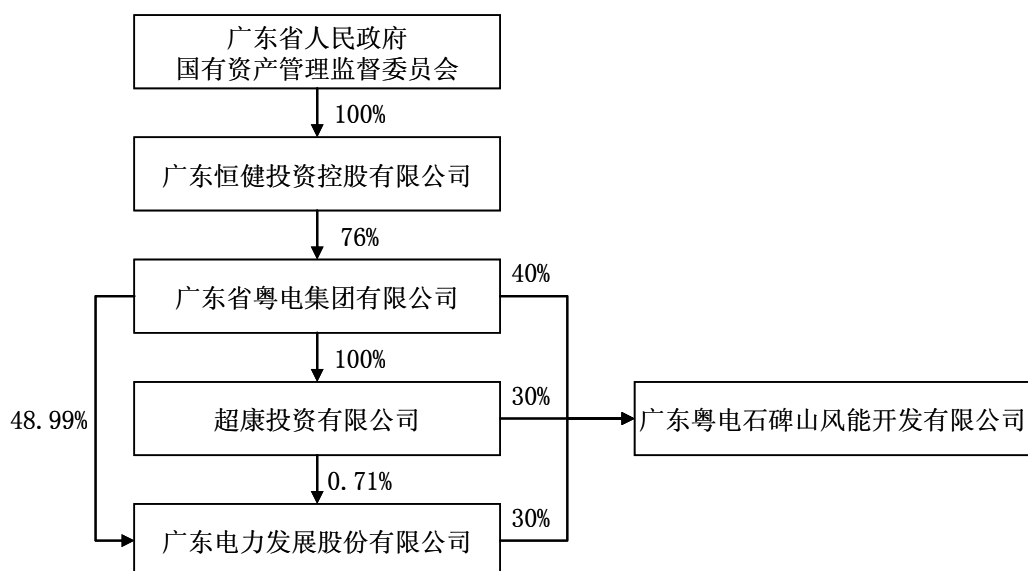 广东省人民政府
国有资产管理监督委员会
100%
广东恒健投资控股有限公司
76%
40%
广东省粤电集团有限公司
100%
48.99%
超康投资有限公司
30%
广东粤电石碑山风能开发有限公司
0.71%
30%
广东电力发展股份有限公司